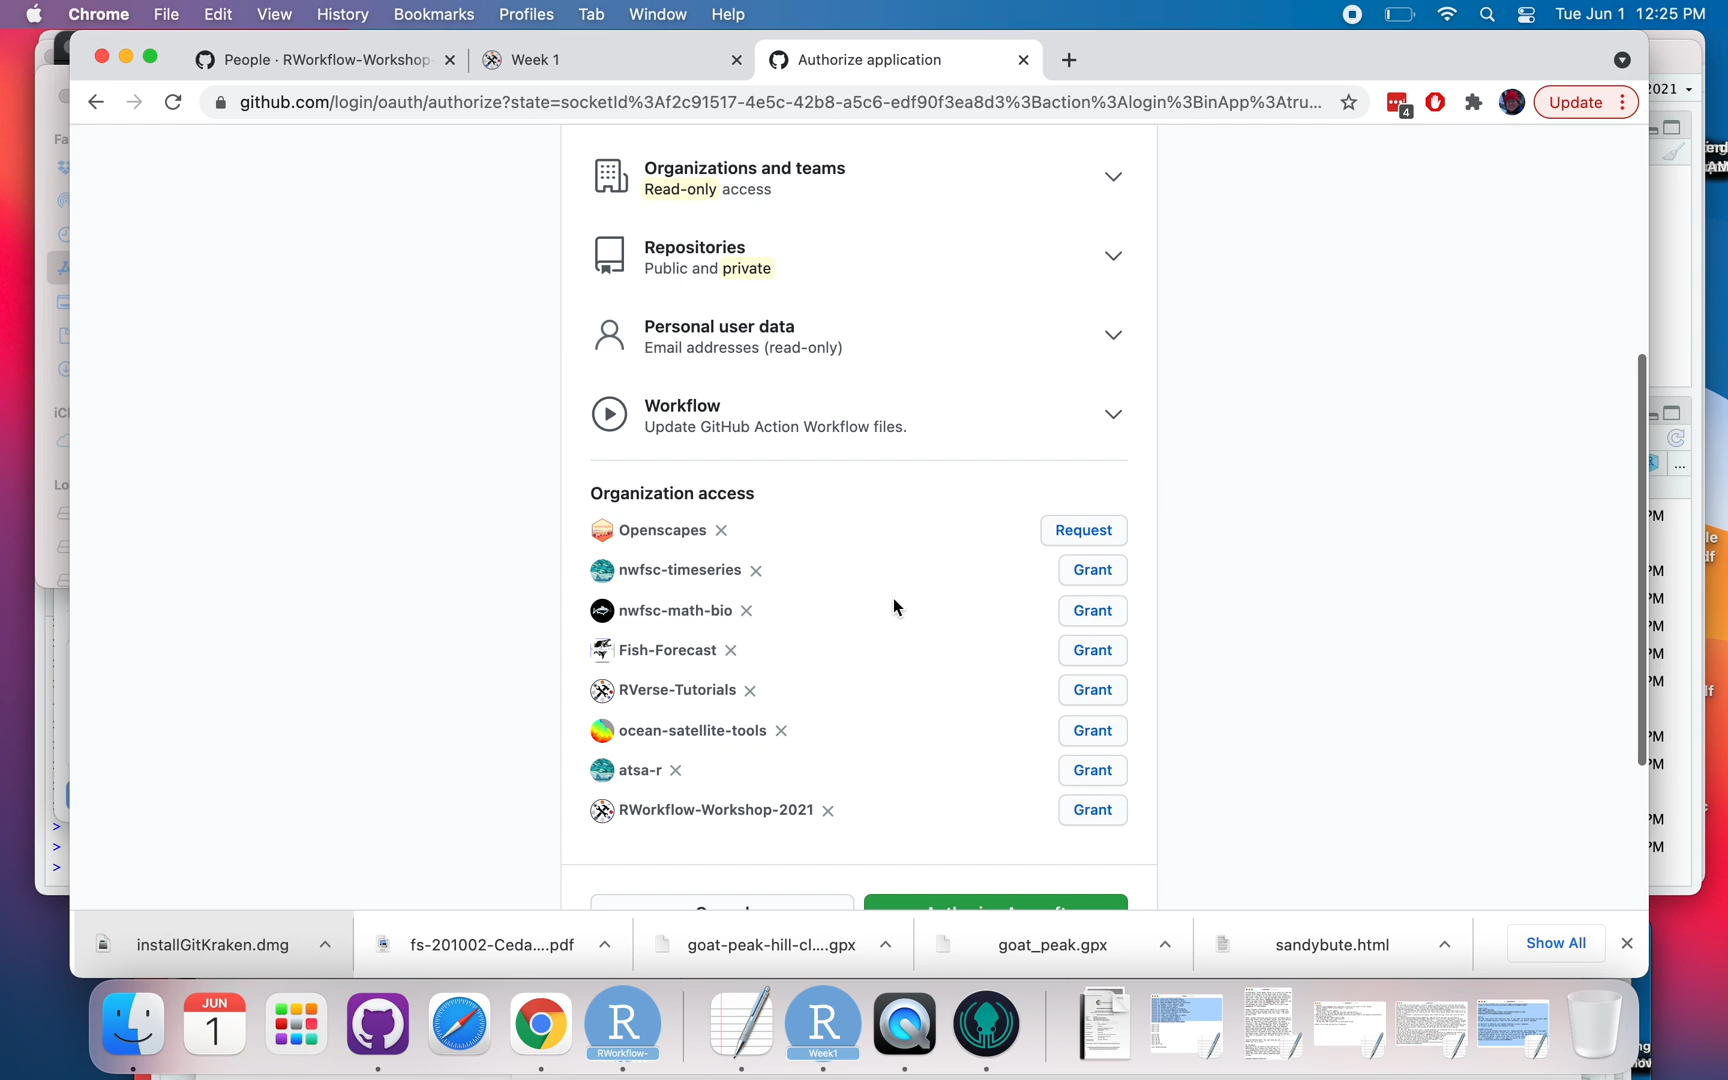 Chrome File Edit View History Bookmarks Profiles Tab Window Help Tue Jun 1 12:25 PM
People · RWorkflow-Workshop- Week 1 Authorize application
github.com/login/oauth/authorize?state=socketId%3Af2c91517-4e5c-42b8-a5c6-edf90f3ea8d3%3Baction%3Alogin%3BinApp%3Atru... 4 Update
2021
Organizations and teams
Read-only access
Repositories
Public and private
Personal user data
Email addresses (read-only)
Workflow
Update GitHub Action Workflow files.
Organization access
Openscapes Request
nwfsc-timeseries Grant
nwfsc-math-bio Grant
Fish-Forecast Grant
RVerse-Tutorials Grant
ocean-satellite-tools Grant
atsa-r Grant
RWorkflow-Workshop-2021 Grant
installGitKraken.dmg fs-201002-Ceda....pdf goat-peak-hill-cl....gpx goat_peak.gpx sandybute.html Show All
JUN
1
R
RWorkflow-
R
Week1